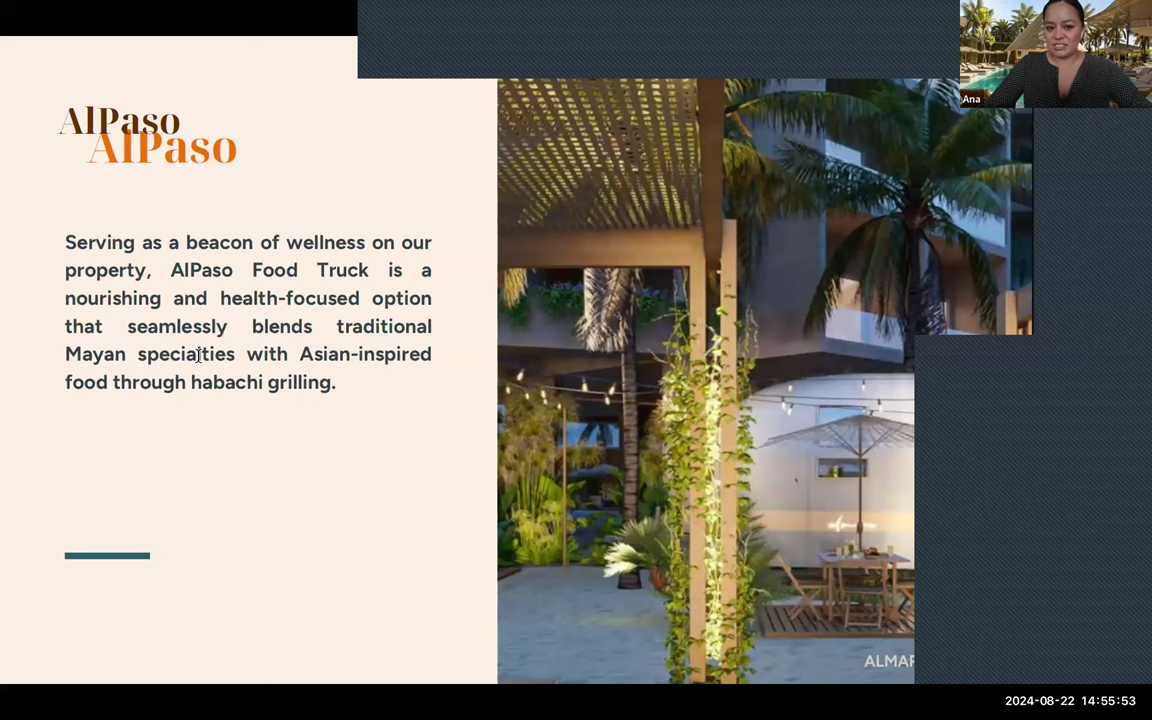 Ana
AlPaso
AlPaso
Serving as a beacon of wellness on our
property, AlPaso Food Truck is a
nourishing and health-focused option
that seamlessly blends traditional
Mayan specialties with Asian-inspired
food through habachi grilling.
ALMAR
2024-08-22 14:55:53